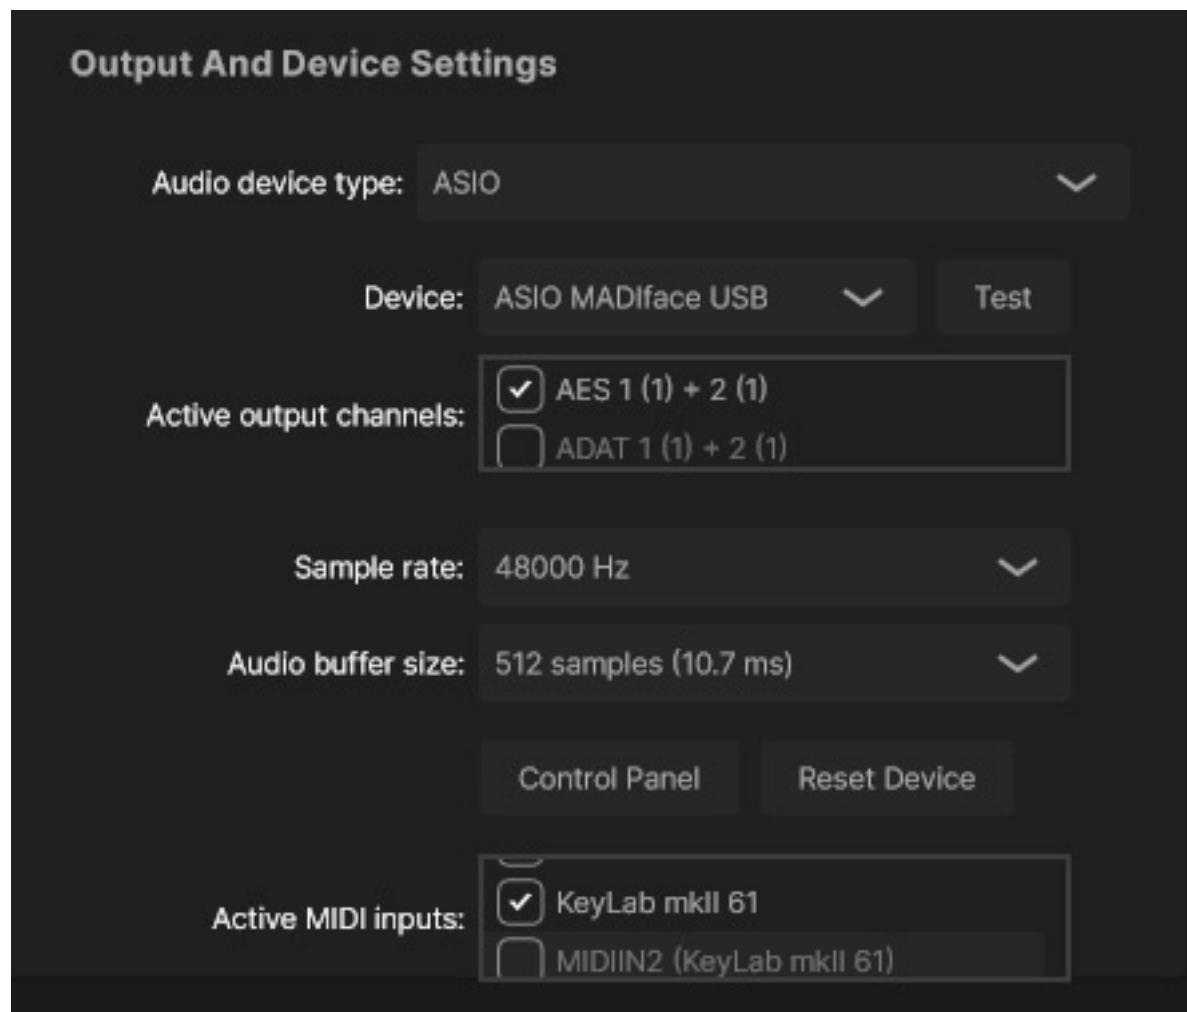 Output And Device Settings
Audio device type: ASIO
Device: ASIO MADIface USB Test
Active output channels: AES 1 (1) + 2 (1)
ADAT 1 (1) + 2 (1)
Sample rate: 48000 Hz
Audio buffer size: 512 samples (10.7 ms)
Control Panel Reset Device
Active MIDI inputs: KeyLab mkII 61
MIDIIN2 (KeyLab mkII 61)